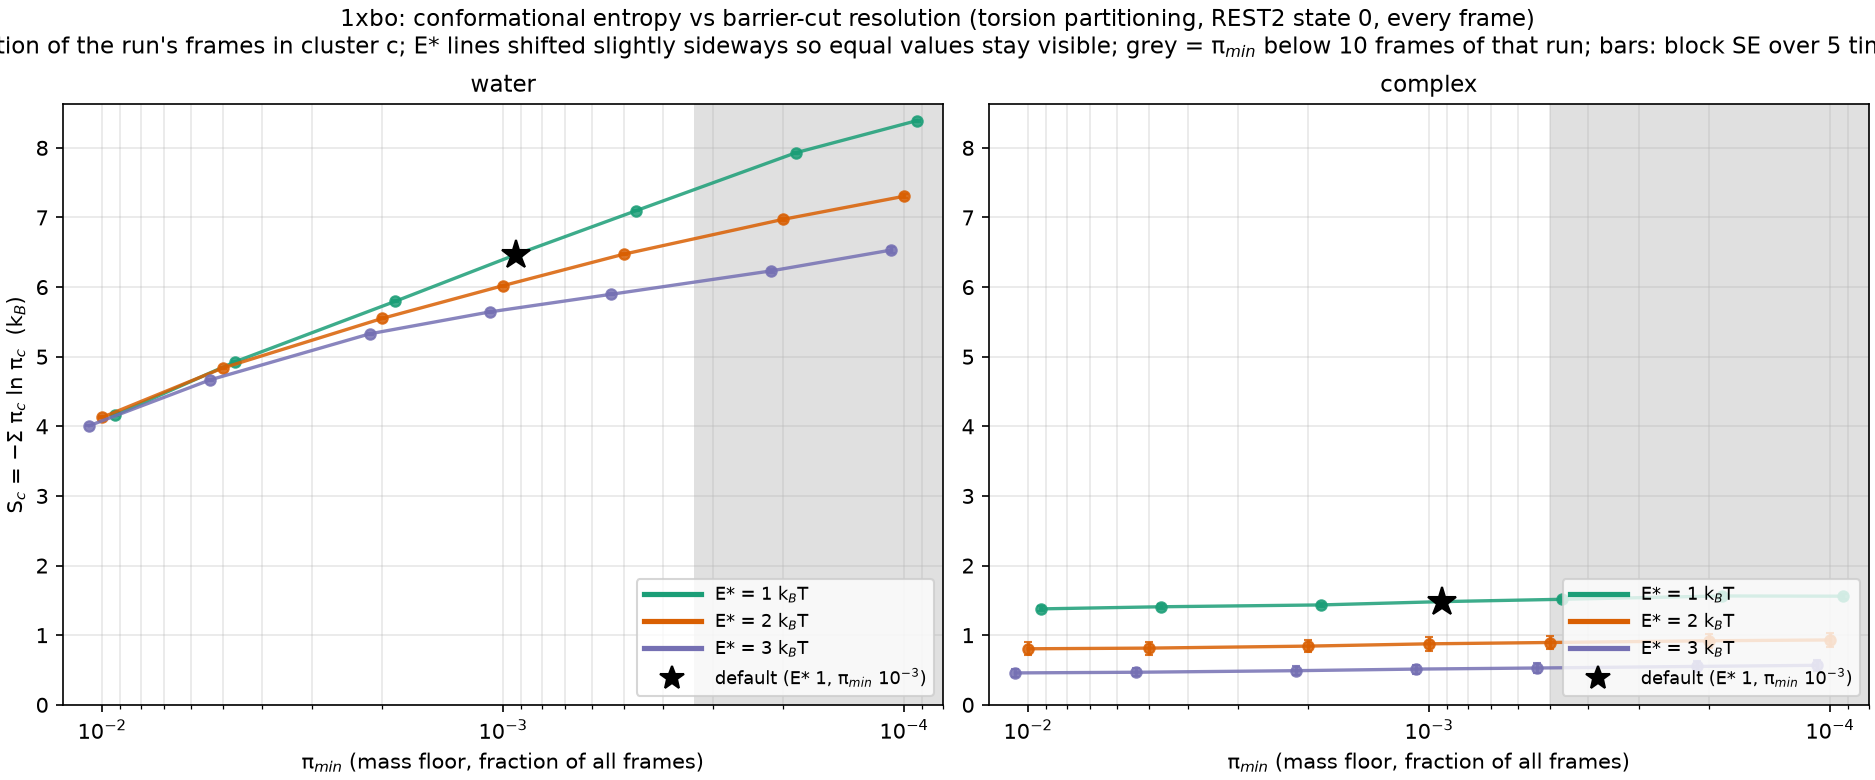 1xbo: conformational entropy vs barrier-cut resolution (torsion partitioning, REST2 state 0, every frame)
tion of the run's frames in cluster c; E* lines shifted slightly sideways so equal values stay visible; grey = π_min below 10 frames of that run; bars: block SE over 5 tin
water
complex
S_c = −Σ π_c ln π_c (k_B)
8
7
6
5
4
3
2
1
0
10⁻²
10⁻³
10⁻⁴
π_min (mass floor, fraction of all frames)
E* = 1 k_BT
E* = 2 k_BT
E* = 3 k_BT
default (E* 1, π_min 10⁻³)
8
7
6
5
4
3
2
1
0
10⁻²
10⁻³
10⁻⁴
π_min (mass floor, fraction of all frames)
E* = 1 k_BT
E* = 2 k_BT
E* = 3 k_BT
default (E* 1, π_min 10⁻³)